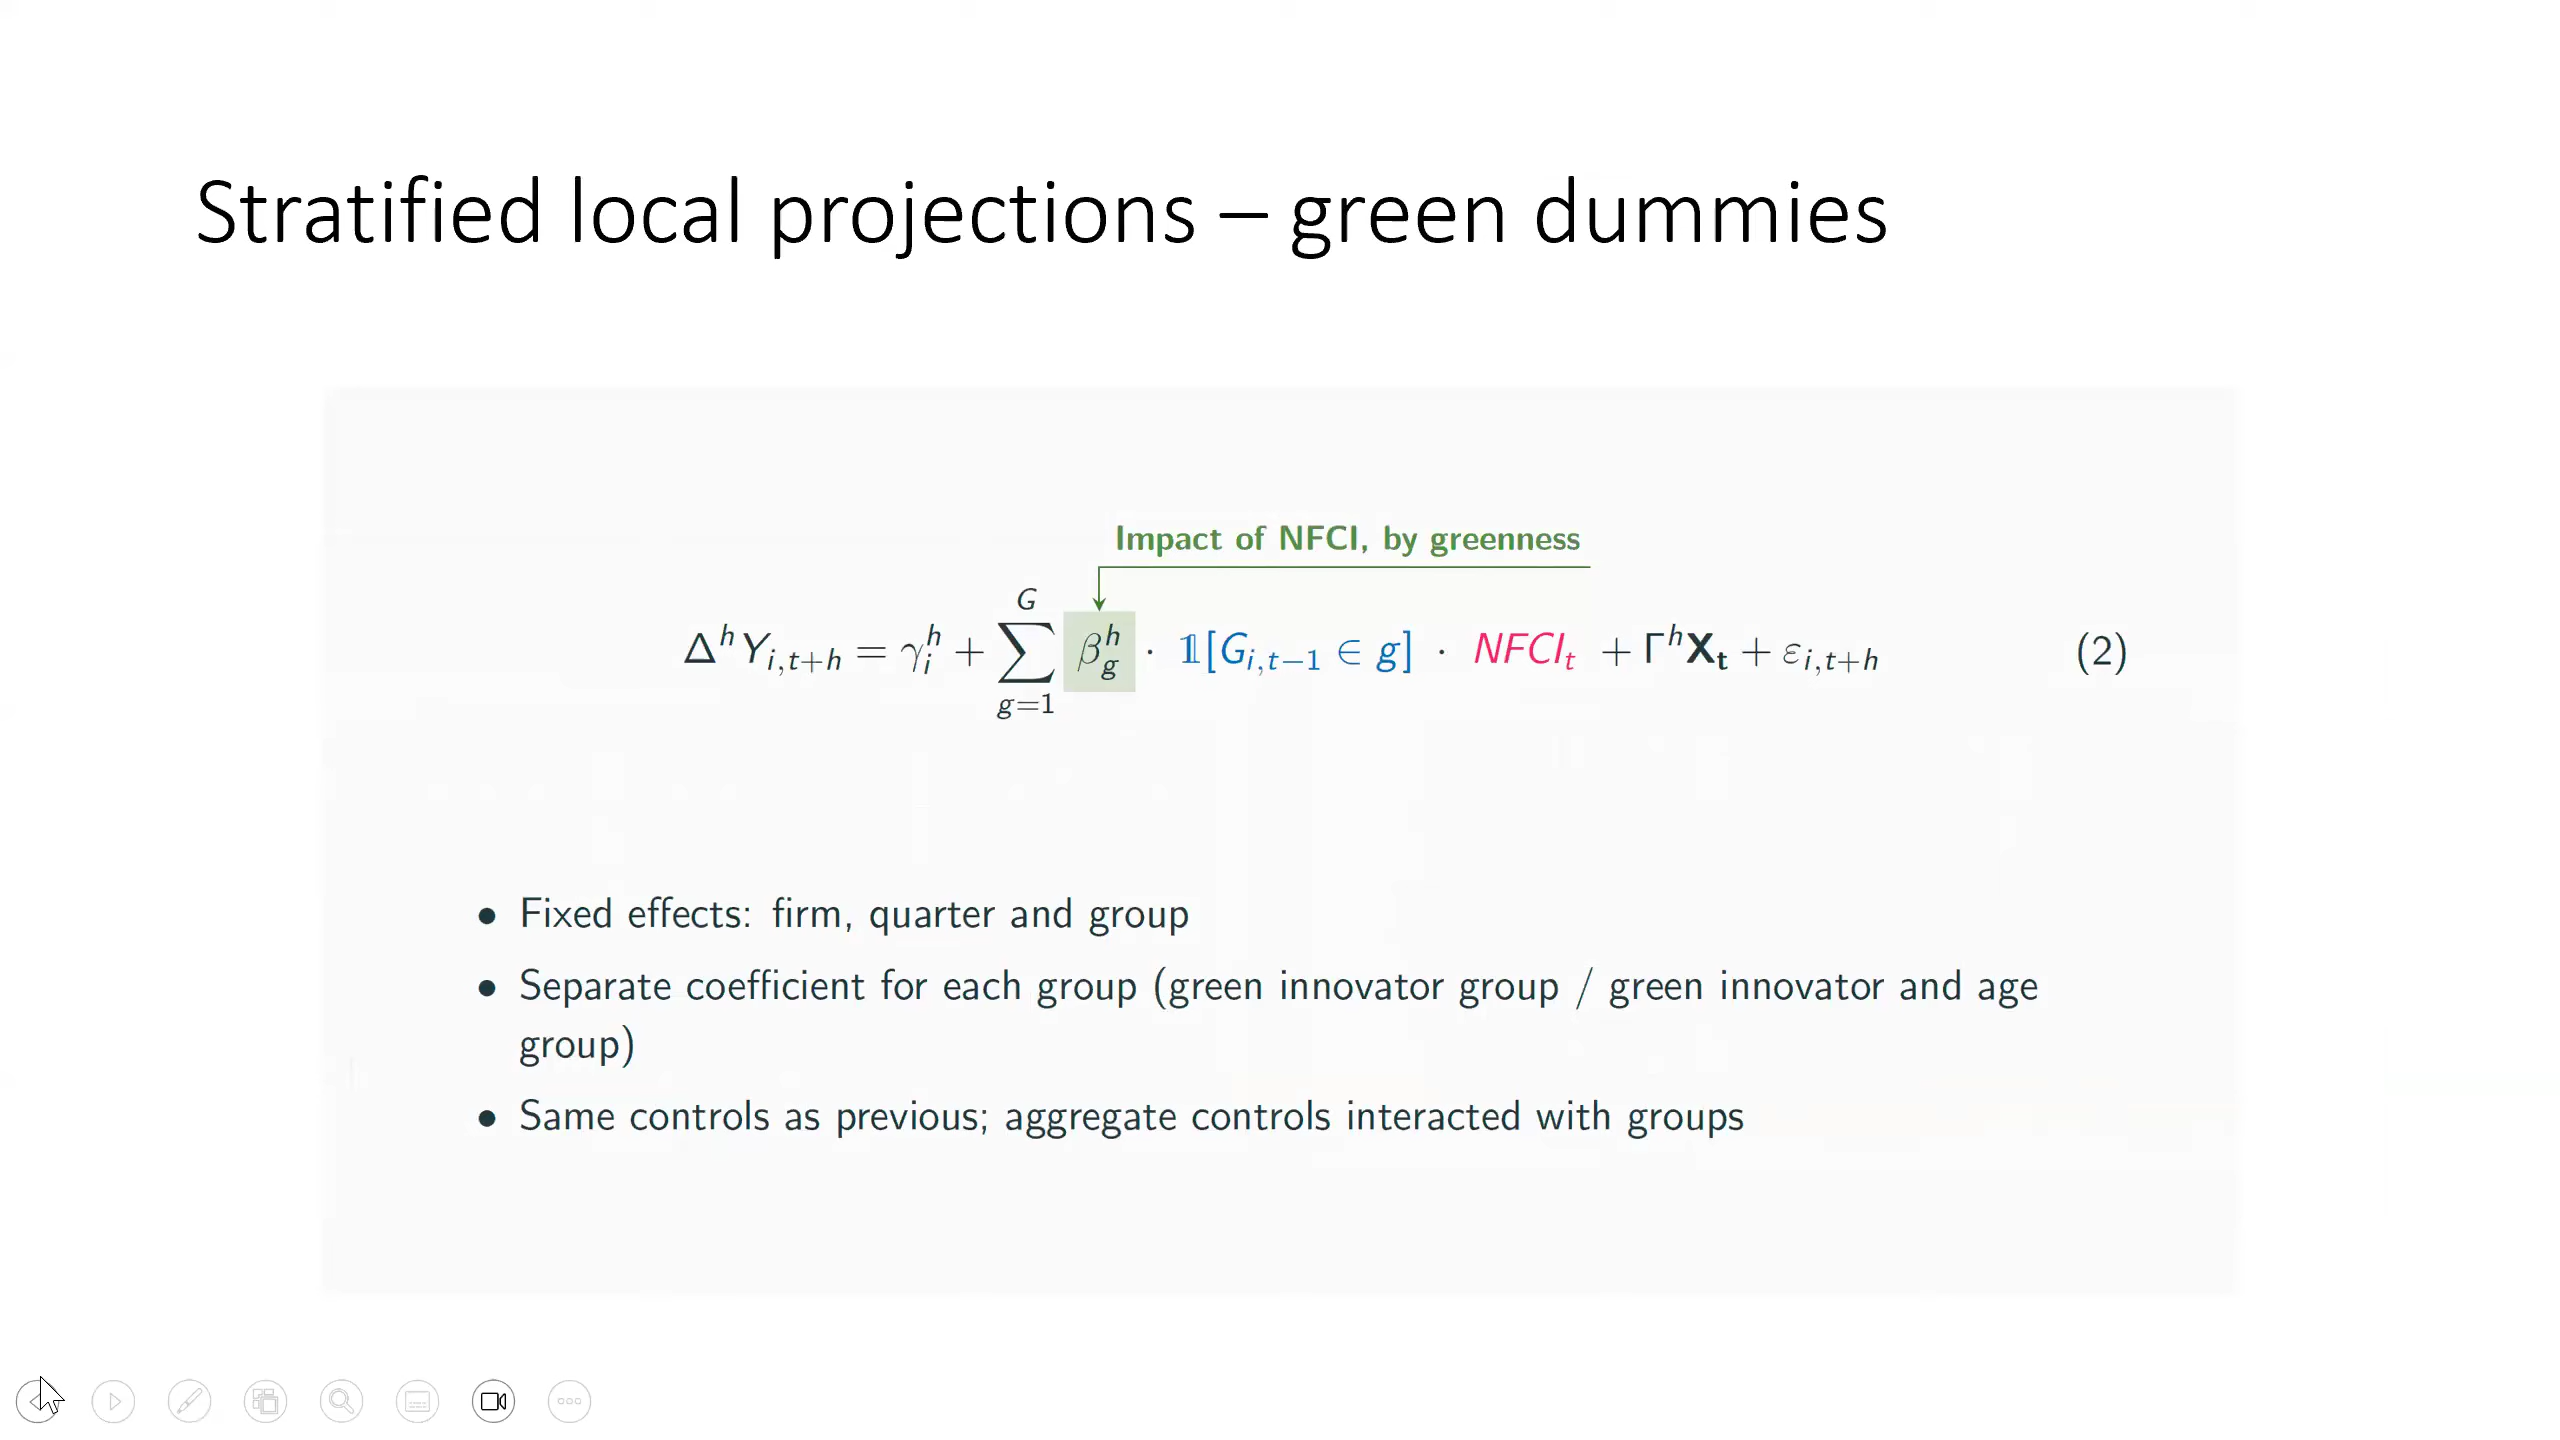 Stratified local projections – green dummies
Impact of NFCI, by greenness
Δ^h Y_{i,t+h} = γ_i^h + ∑_{g=1}^{G} β_g^h · 𝟙[G_{i,t−1} ∈ g] · NFCI_t + Γ^h X_t + ε_{i,t+h} (2)
• Fixed effects: firm, quarter and group
• Separate coefficient for each group (green innovator group / green innovator and age
group)
• Same controls as previous; aggregate controls interacted with groups